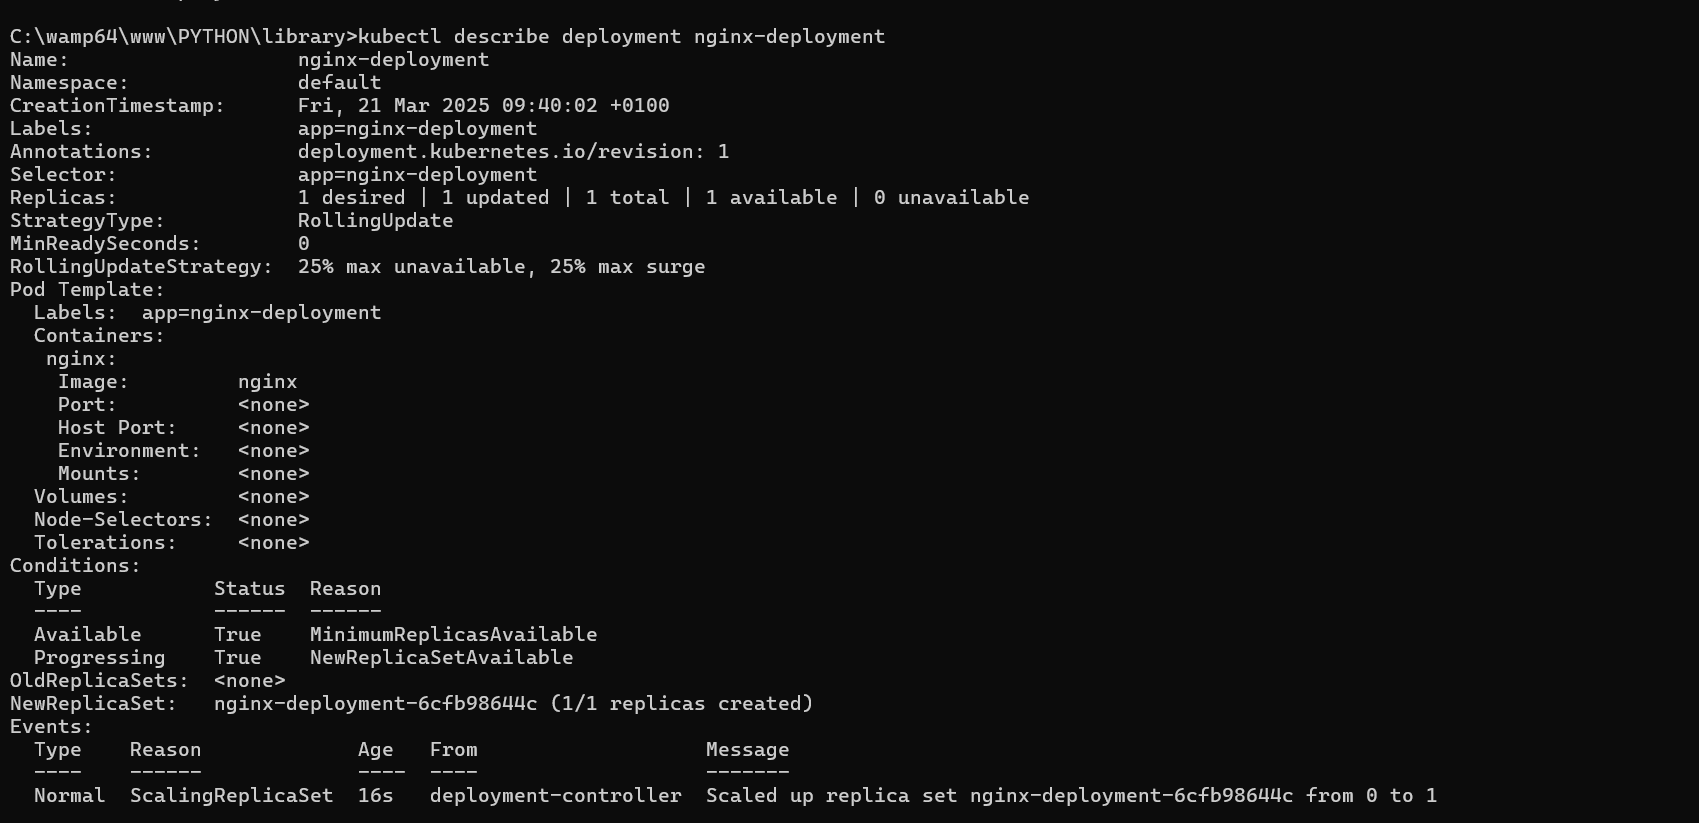 C:\wamp64\www\PYTHON\library>kubectl describe deployment nginx-deployment
Name:                   nginx-deployment
Namespace:              default
CreationTimestamp:      Fri, 21 Mar 2025 09:40:02 +0100
Labels:                 app=nginx-deployment
Annotations:            deployment.kubernetes.io/revision: 1
Selector:               app=nginx-deployment
Replicas:               1 desired | 1 updated | 1 total | 1 available | 0 unavailable
StrategyType:           RollingUpdate
MinReadySeconds:        0
RollingUpdateStrategy:  25% max unavailable, 25% max surge
Pod Template:
  Labels:  app=nginx-deployment
  Containers:
   nginx:
    Image:         nginx
    Port:          <none>
    Host Port:     <none>
    Environment:   <none>
    Mounts:        <none>
  Volumes:         <none>
  Node-Selectors:  <none>
  Tolerations:     <none>
Conditions:
  Type           Status  Reason
  ----           ------  ------
  Available      True    MinimumReplicasAvailable
  Progressing    True    NewReplicaSetAvailable
OldReplicaSets:  <none>
NewReplicaSet:   nginx-deployment-6cfb98644c (1/1 replicas created)
Events:
  Type    Reason             Age   From                   Message
  ----    ------             ----  ----                   -------
  Normal  ScalingReplicaSet  16s   deployment-controller  Scaled up replica set nginx-deployment-6cfb98644c from 0 to 1